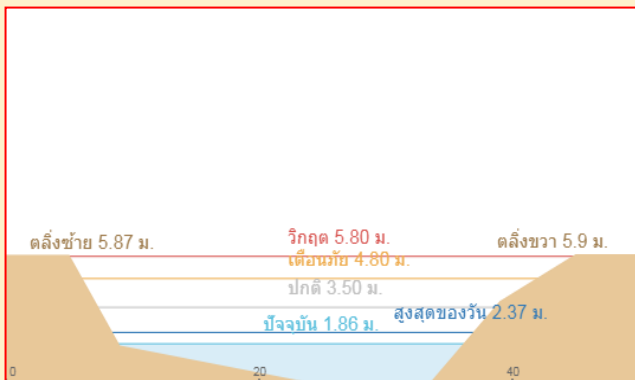 วิกฤต 5.80 ม.
ตลิ่งซ้าย 5.87 ม.
ตลิ่งขวา 5.9 ม.
เตือนภัย 4.80 ม.
ปกติ 3.50 ม.
สูงสุดของวัน 2.37 ม.
ปัจจุบัน 1.86 ม.
0 20 40